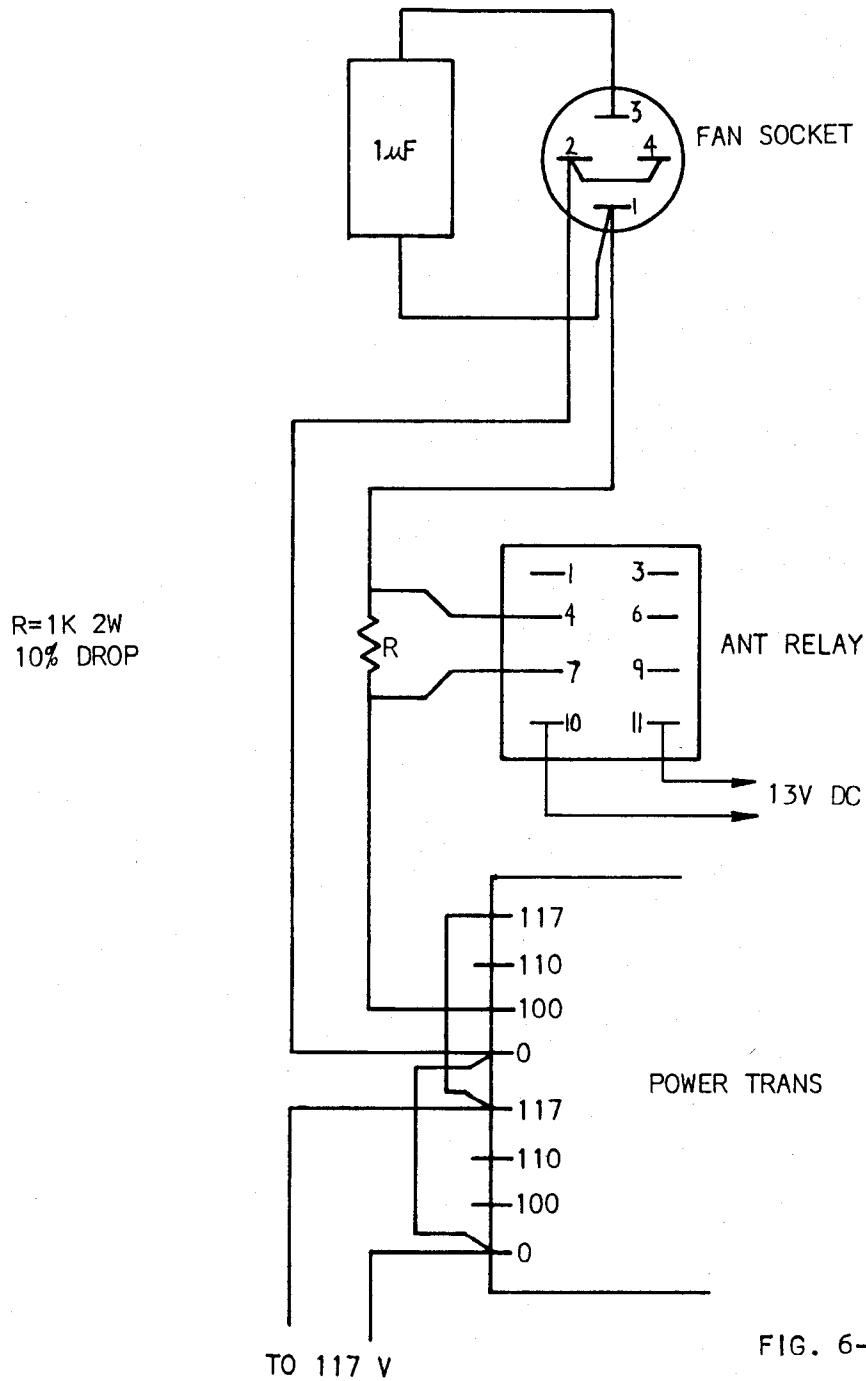 1µF
3
2 4
1
FAN SOCKET
R=1K 2W
10% DROP
R
1 3
4 6
7 9
10 11
ANT RELAY
13V DC
117
110
100
0
117
110
100
0
POWER TRANS
TO 117 V
FIG. 6-